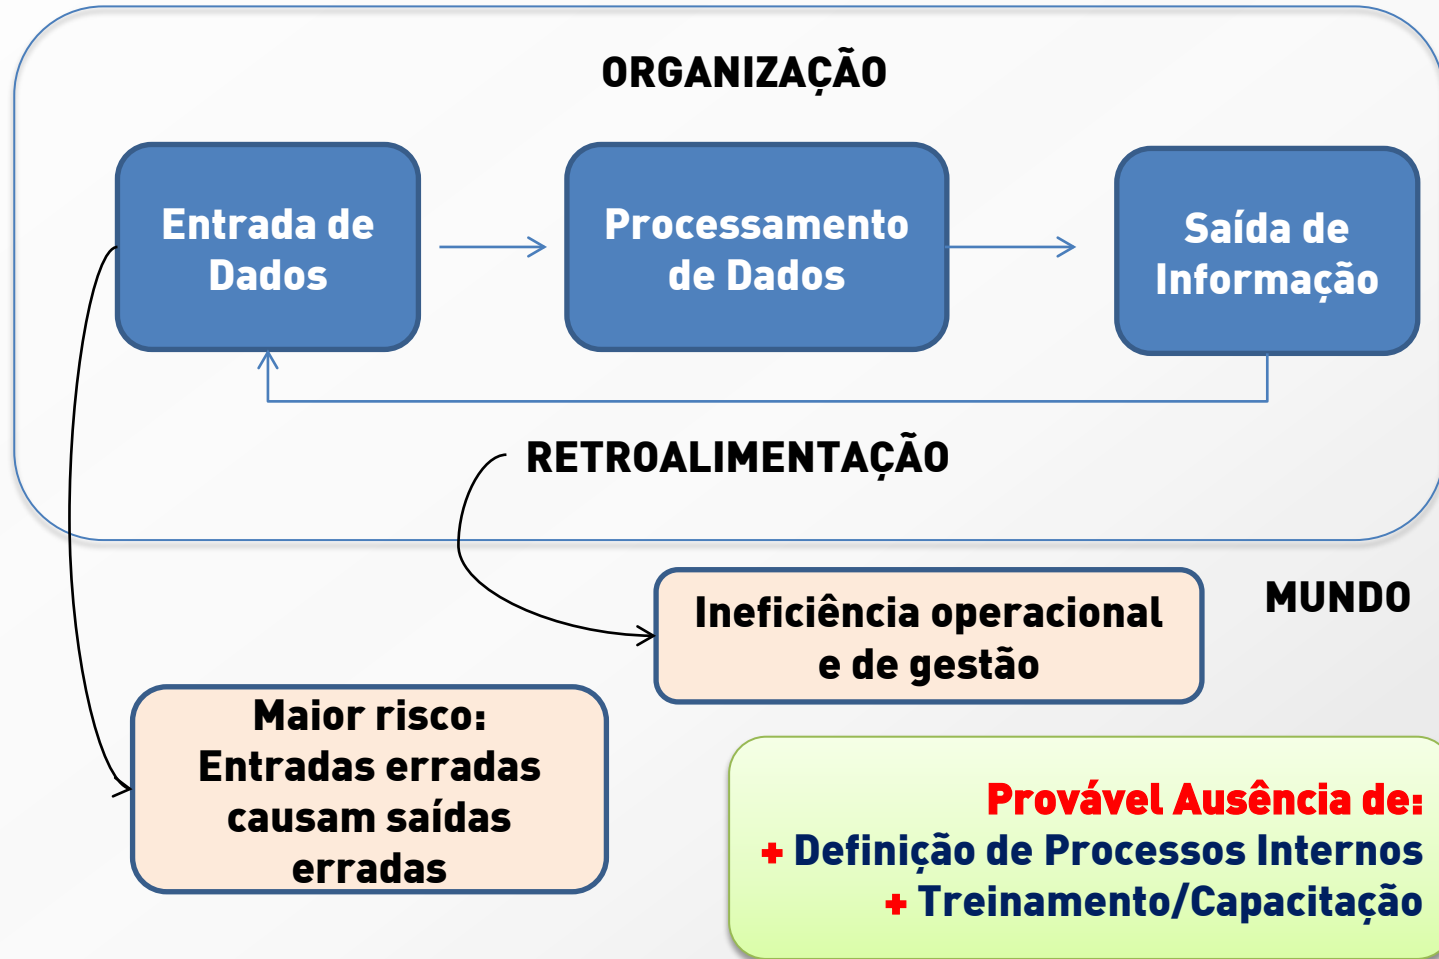 ORGANIZAÇÃO
Entrada de
Dados
Processamento
de Dados
Saída de
Informação
RETROALIMENTAÇÃO
MUNDO
Ineficiência operacional
e de gestão
Maior risco:
Entradas erradas
causam saídas
erradas
Provável Ausência de:
+ Definição de Processos Internos
+ Treinamento/Capacitação